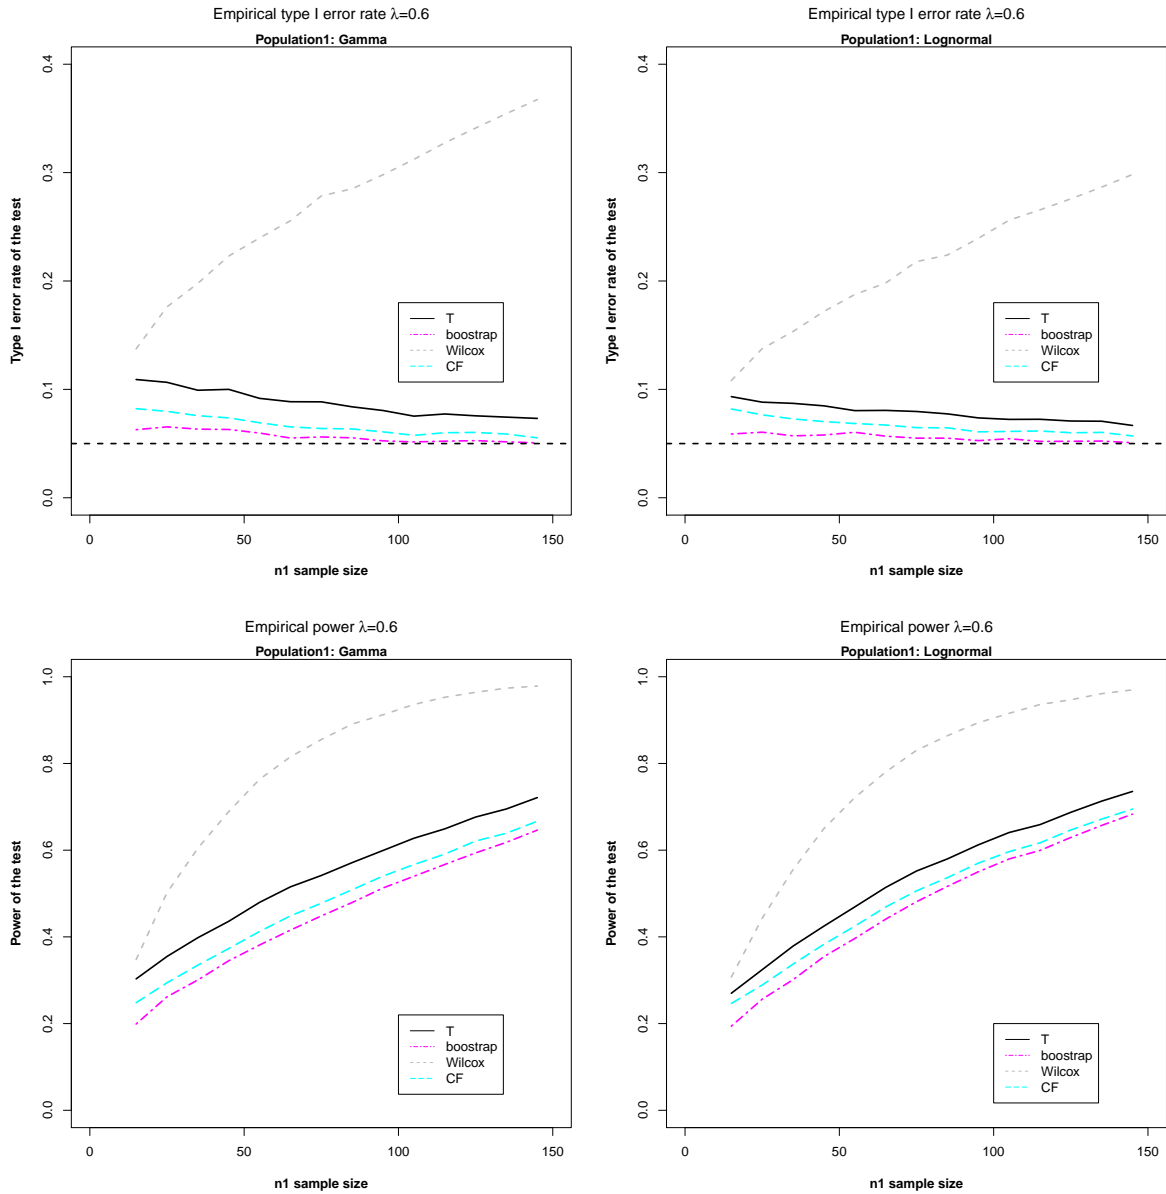 Empirical type I error rate λ=0.6
Population1: Gamma
Type I error rate of the test
0.4
0.3
0.2
0.1
0.0
T
boostrap
Wilcox
CF
0
50
100
150
n1 sample size
Empirical type I error rate λ=0.6
Population1: Lognormal
Type I error rate of the test
0.4
0.3
0.2
0.1
0.0
T
boostrap
Wilcox
CF
0
50
100
150
n1 sample size
Empirical power λ=0.6
Population1: Gamma
Power of the test
1.0
0.8
0.6
0.4
0.2
0.0
T
boostrap
Wilcox
CF
0
50
100
150
n1 sample size
Empirical power λ=0.6
Population1: Lognormal
Power of the test
1.0
0.8
0.6
0.4
0.2
0.0
T
boostrap
Wilcox
CF
0
50
100
150
n1 sample size